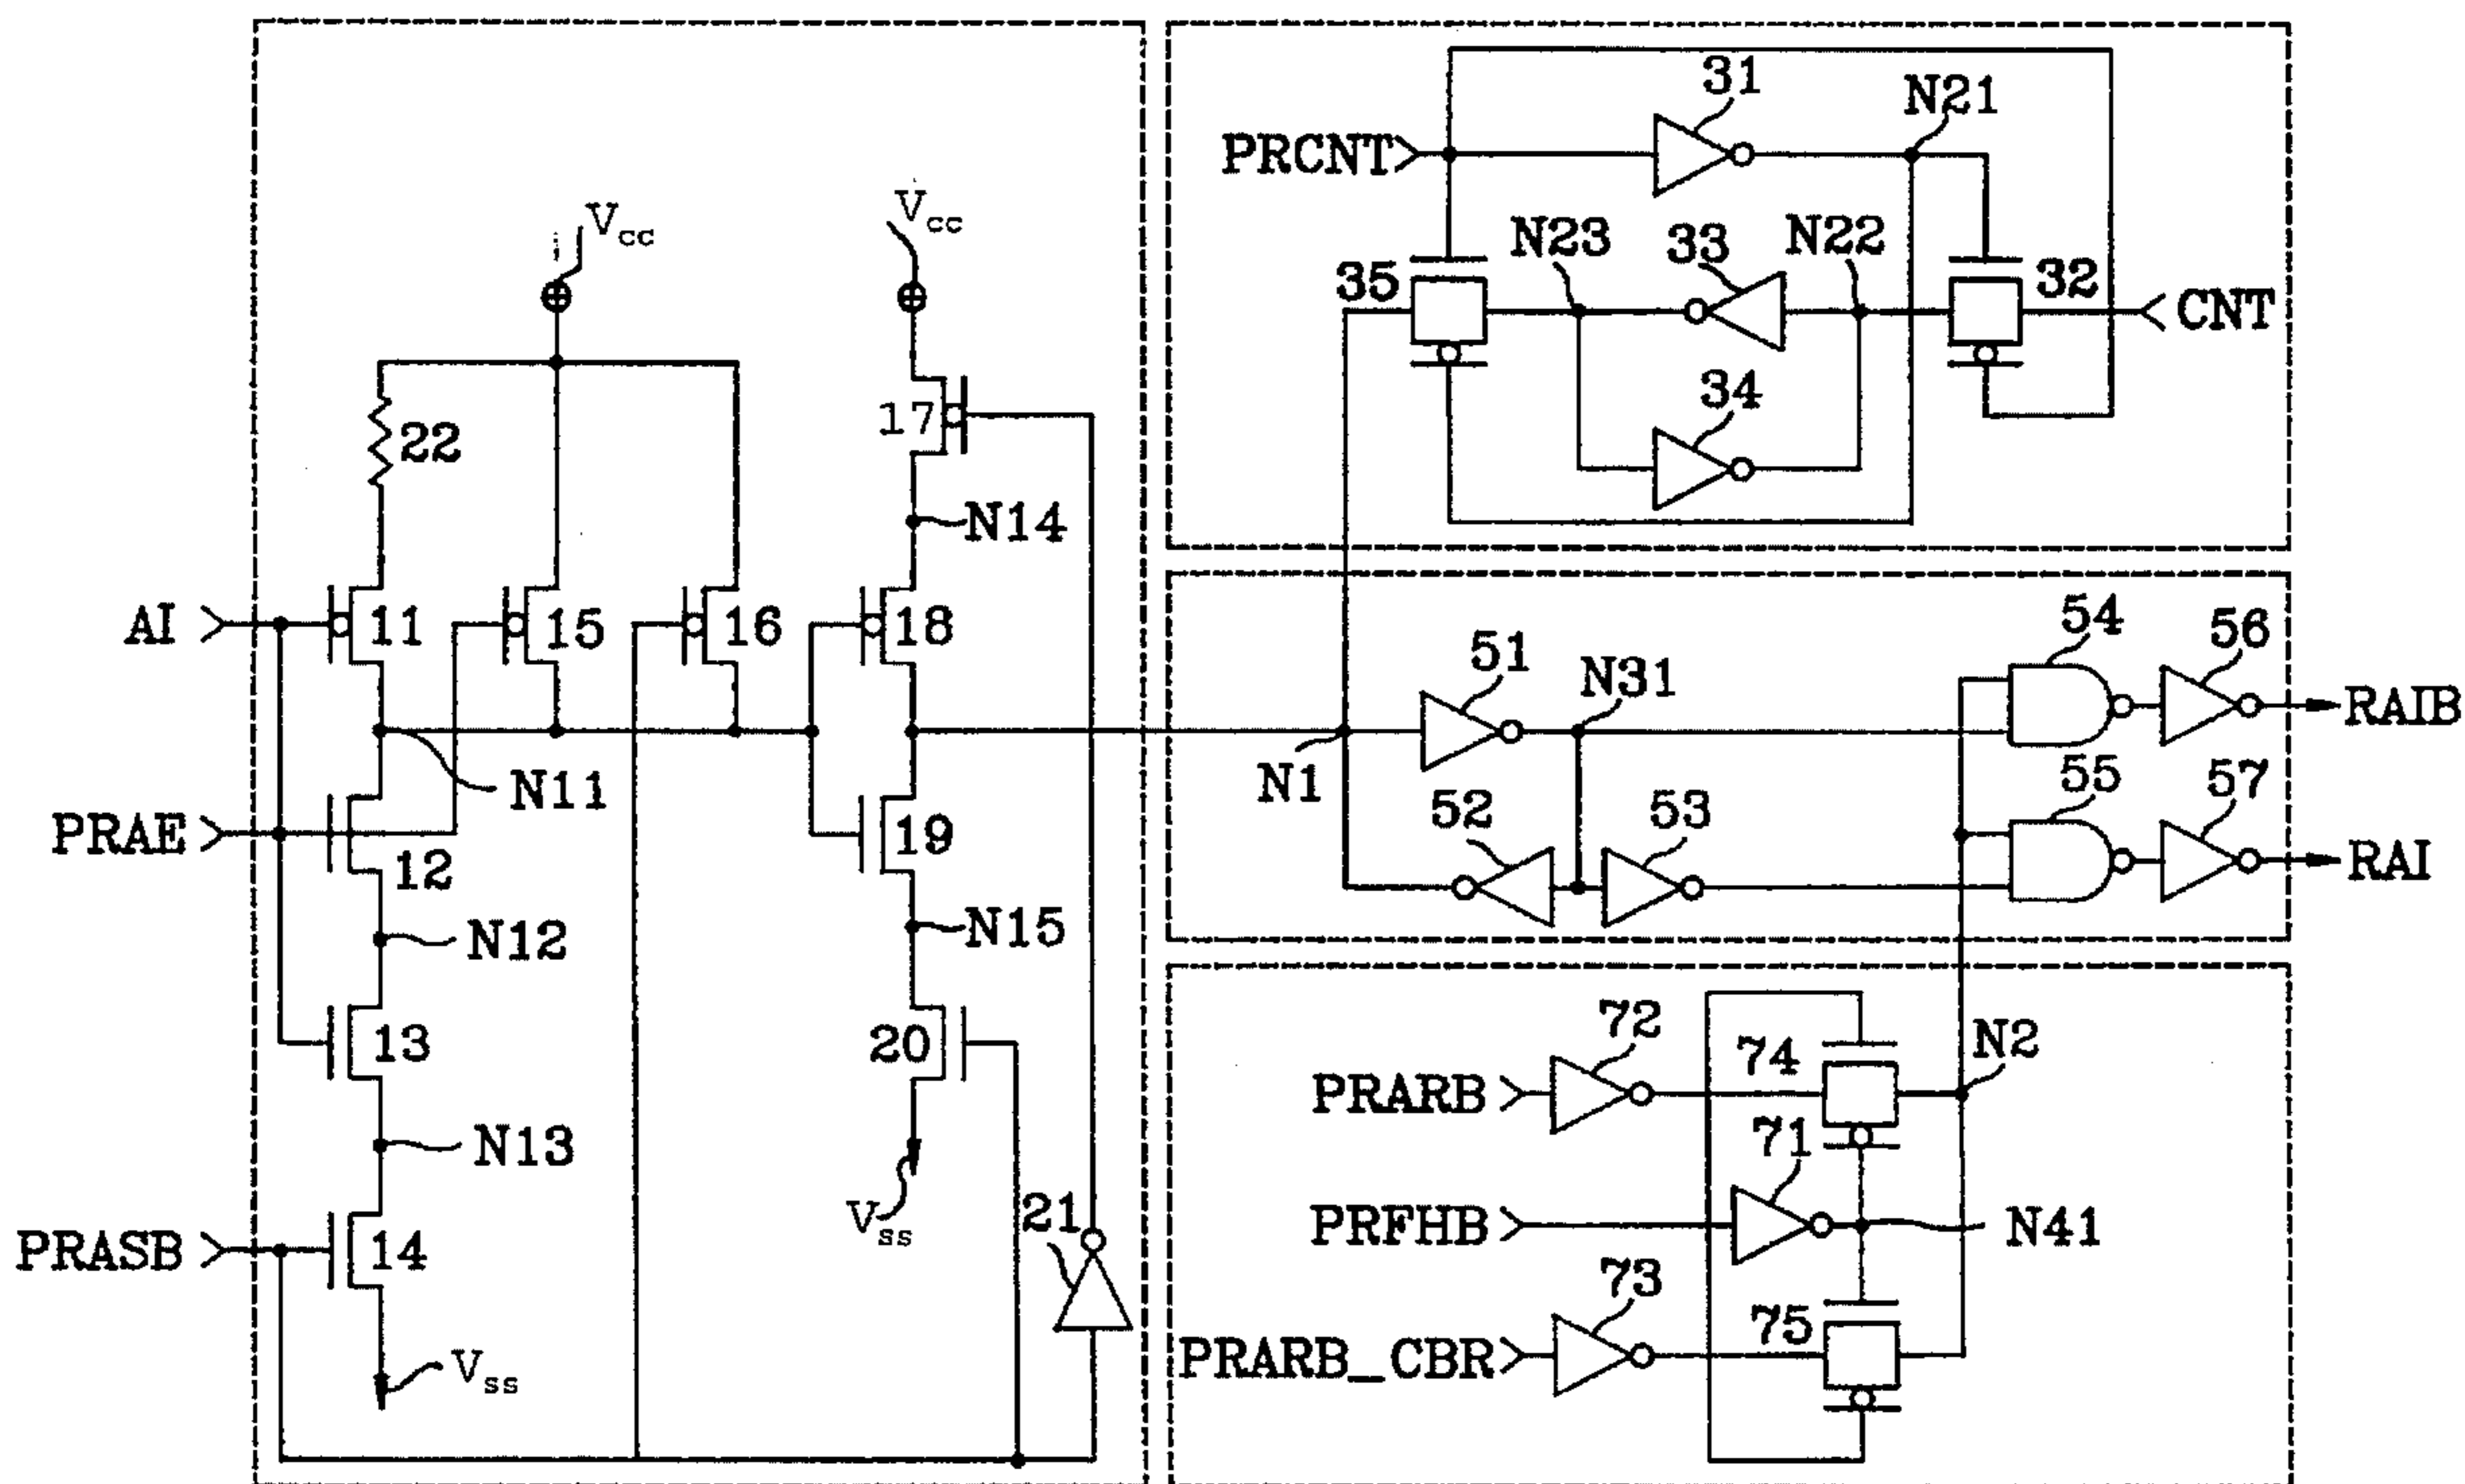 31
N21
PRCNT
Vcc
Vcc
N23
33
N22
35
32
CNT
17
34
22
N14
AI
11
15
16
18
54
56
51
N31
RAIB
N11
N1
55
57
PRAE
52
53
19
12
RAI
N12
N15
72
74
N2
13
20
PRARB
N13
71
Vss
21
PRASB
14
PRFHB
N41
73
75
PRARB_CBR
Vss